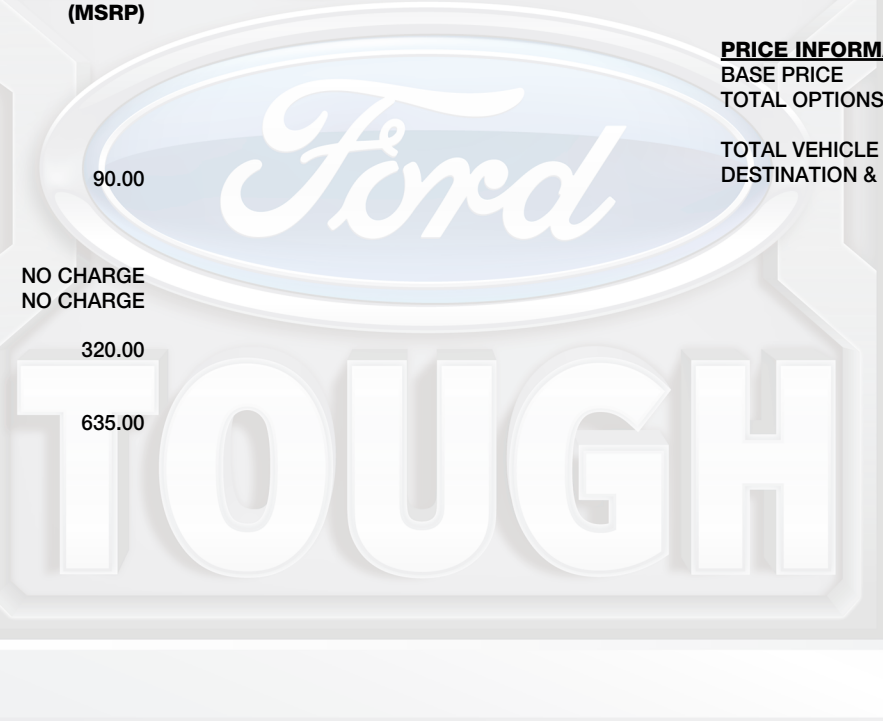 (MSRP)
90.00
NO CHARGE
NO CHARGE
320.00
635.00
PRICE INFORMA
BASE PRICE
TOTAL OPTIONS
TOTAL VEHICLE
DESTINATION &
Ford
TOUGH